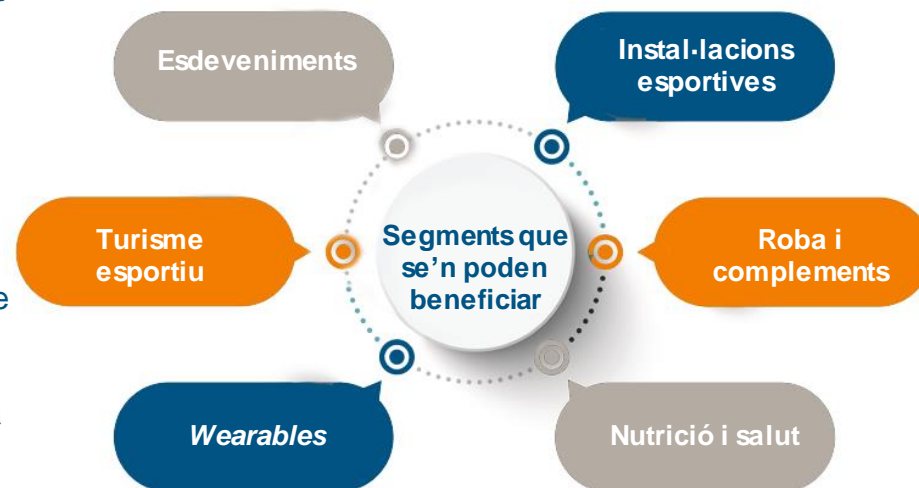 Esdeveniments
Instal·lacions
esportives
Turisme
esportiu
Segments que
se’n poden
beneficiar
Roba i
complements
e
Wearables
Nutrició i salut